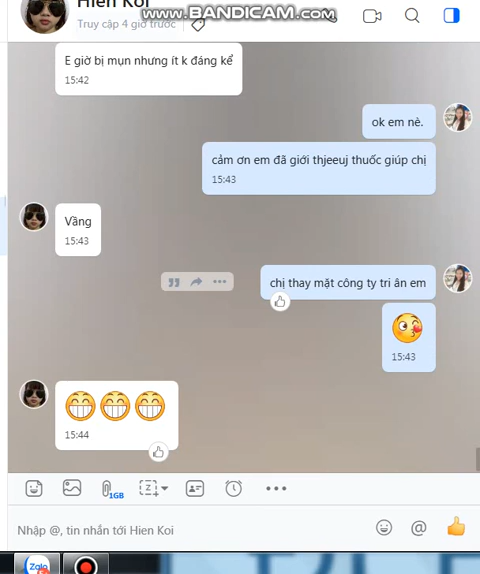 Hien Koi
www.BANDICAM.com
Truy cập 4 giờ trước
E giờ bị mụn nhưng ít k đáng kể
15:42
ok em nè.
cảm ơn em đã giới thjeeuj thuốc giúp chị
15:43
Vầng
15:43
chị thay mặt công ty tri ân em
15:43
15:44
1GB
Nhập @, tin nhắn tới Hien Koi
Zalo